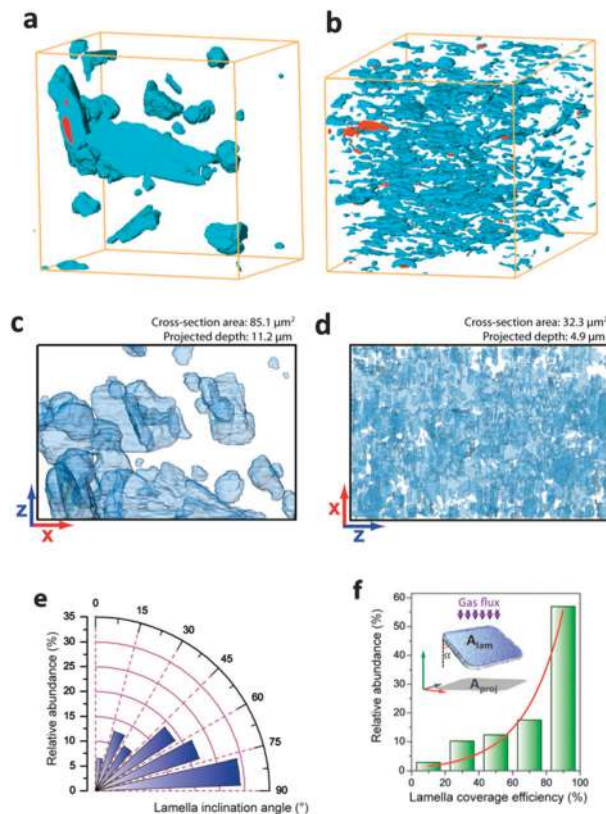 a
b
c
Cross-section area: 85.1 µm²
Projected depth: 11.2 µm
z
x
d
Cross-section area: 32.3 µm²
Projected depth: 4.9 µm
x
z
e
Relative abundance (%)
35
30
25
20
15
10
5
0
0
15
30
45
60
75
90
Lamella inclination angle (°)
f
Relative abundance (%)
60
50
40
30
20
10
0
Gas flux
A_lam
α
A_proj
0 20 40 60 80 100
Lamella coverage efficiency (%)